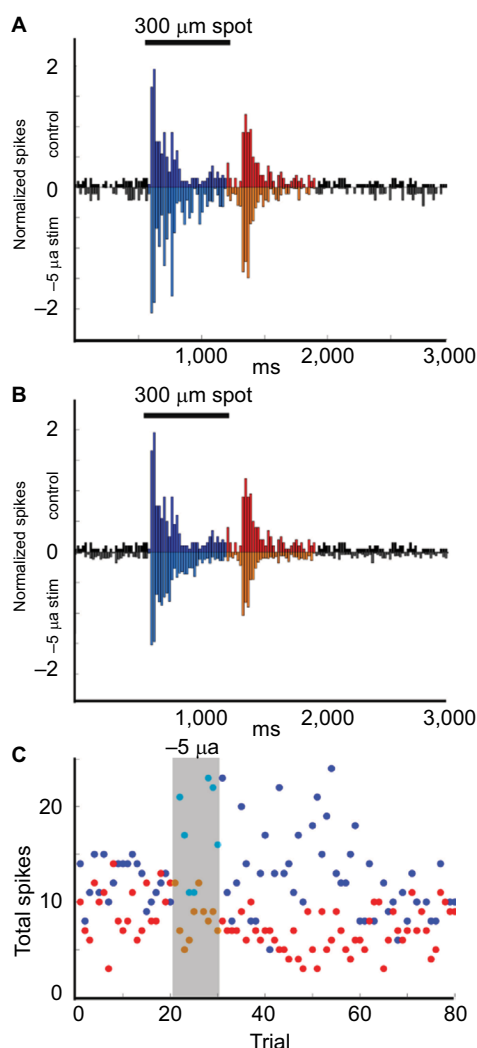 A
300 μm spot
2
0
−2
Normalized spikes
−5 μa stim control
1,000
2,000
3,000
ms
B
300 μm spot
2
0
−2
Normalized spikes
−5 μa stim control
1,000
2,000
3,000
ms
C
−5 μa
20
10
0
Total spikes
0
20
40
60
80
Trial